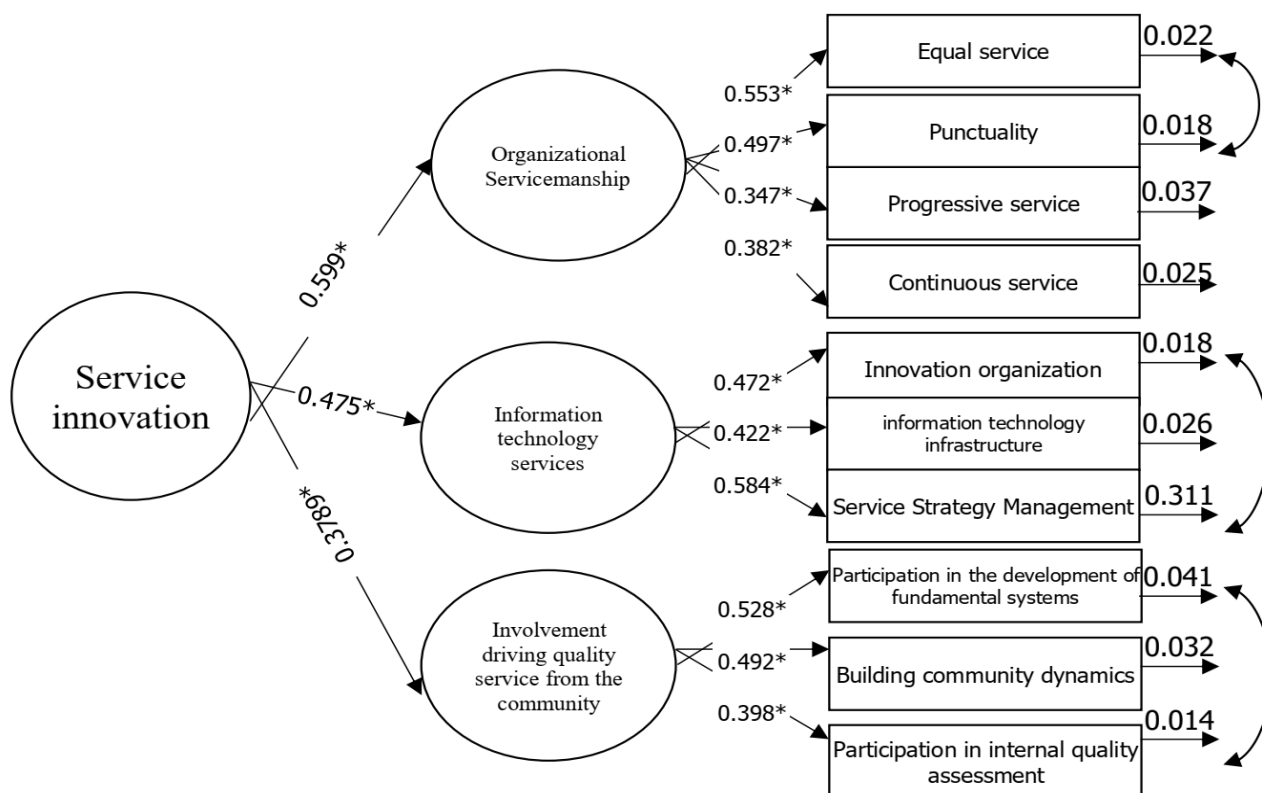 Service
innovation
0.599*
0.475*
0.3789*
Organizational
Servicemanship
0.553*
0.497*
0.347*
0.382*
Equal service
0.022
Punctuality
0.018
Progressive service
0.037
Continuous service
0.025
Information
technology
services
0.472*
0.422*
0.584*
Innovation organization
0.018
information technology
infrastructure
0.026
Service Strategy Management
0.311
Involvement
driving quality
service from the
community
0.528*
0.492*
0.398*
Participation in the development of
fundamental systems
0.041
Building community dynamics
0.032
Participation in internal quality
assessment
0.014